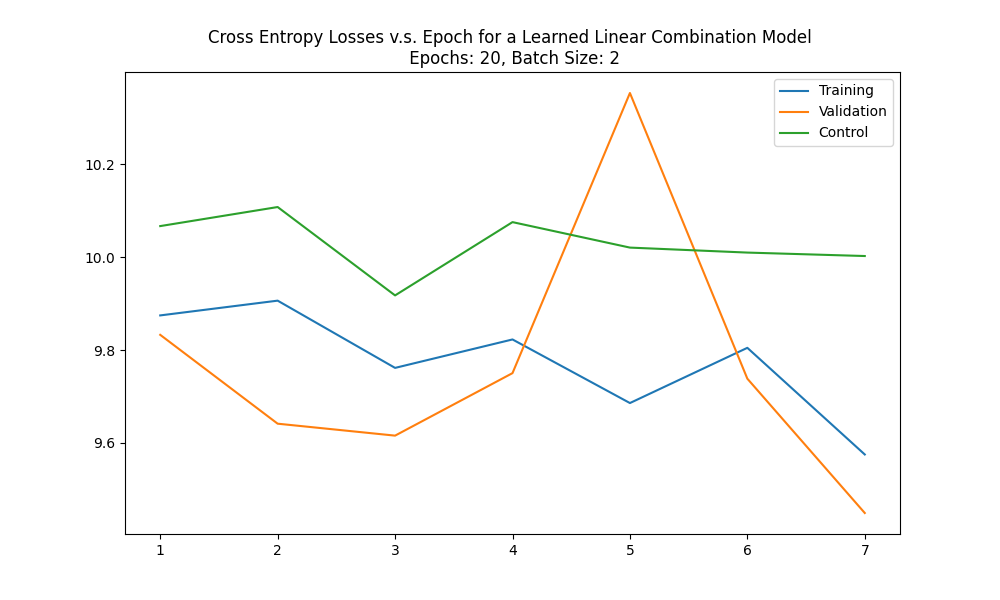 Cross Entropy Losses v.s. Epoch for a Learned Linear Combination Model
Epochs: 20, Batch Size: 2
Training
Validation
Control
10.2
10.0
9.8
9.6
1 2 3 4 5 6 7